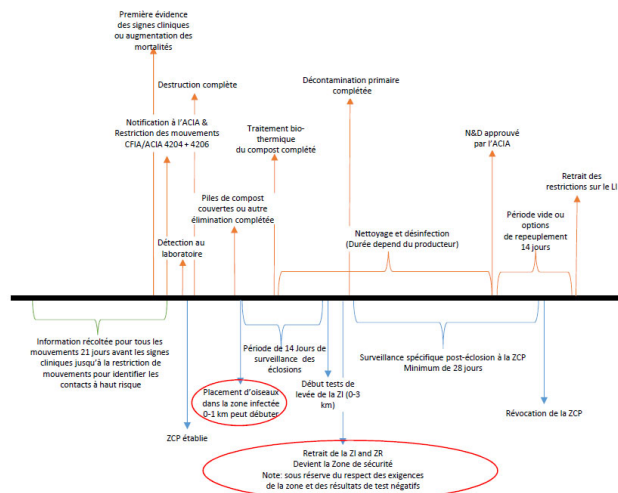 Première évidence
des signes cliniques
ou augmentation des
mortalités
Destruction complète
Décontamination primaire
complétée
Notification à l'ACIA &
Restriction des mouvements
CFIA/ACIA 4204 + 4206
Traitement bio-
thermique
du compost complété
N&D approuvé
par l'ACIA
Retrait des
restrictions sur le LI
Piles de compost
couvertes ou autre
élimination complétée
Nettoyage et désinfection
(Durée depend du producteur)
Période vide ou
options
de repeuplement
14 jours
Détection au
laboratoire
Information récoltée pour tous les
mouvements 21 jours avant les signes
cliniques jusqu'à la restriction de
mouvements pour identifier les
contacts à haut risque
Période de 14 Jours de
surveillance des
éclosions
Surveillance spécifique post-éclosion à la ZCP
Minimum de 28 jours
Placement d'oiseaux
dans la zone infectée
0-1 km peut débuter
Début tests de
levée de la ZI (0-3
km)
ZCP établie
Révocation de la ZCP
Retrait de la ZI and ZR
Devient la Zone de sécurité
Note: sous réserve du respect des exigences
de la zone et des résultats de test négatifs